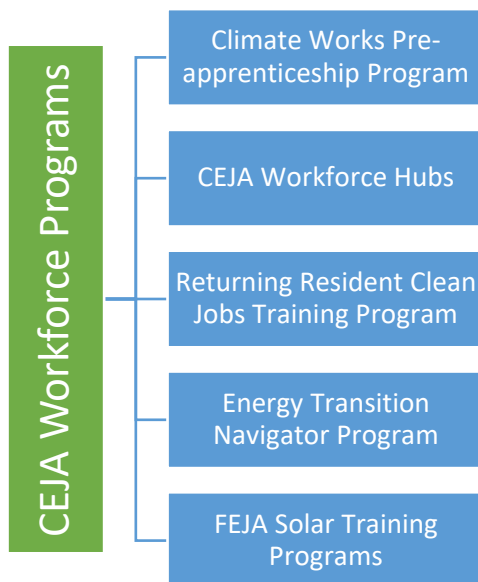 CEJA Workforce Programs
Climate Works Pre-
apprenticeship Program
CEJA Workforce Hubs
Returning Resident Clean
Jobs Training Program
Energy Transition
Navigator Program
FEJA Solar Training
Programs